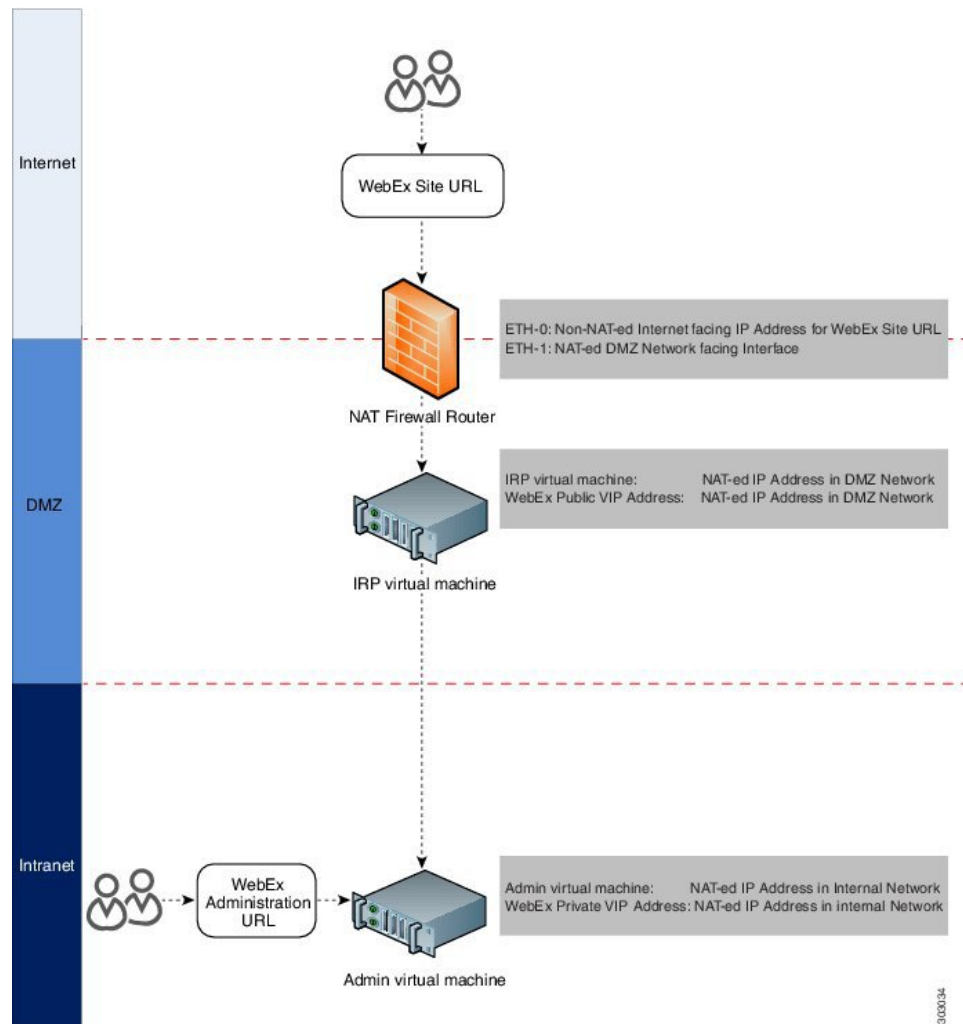 Internet
WebEx Site URL
ETH-0: Non-NAT-ed Internet facing IP Address for WebEx Site URL
ETH-1: NAT-ed DMZ Network facing Interface
NAT Firewall Router
DMZ
IRP virtual machine: NAT-ed IP Address in DMZ Network
WebEx Public VIP Address: NAT-ed IP Address in DMZ Network
IRP virtual machine
Intranet
WebEx
Administration
URL
Admin virtual machine: NAT-ed IP Address in Internal Network
WebEx Private VIP Address: NAT-ed IP Address in internal Network
Admin virtual machine
303034